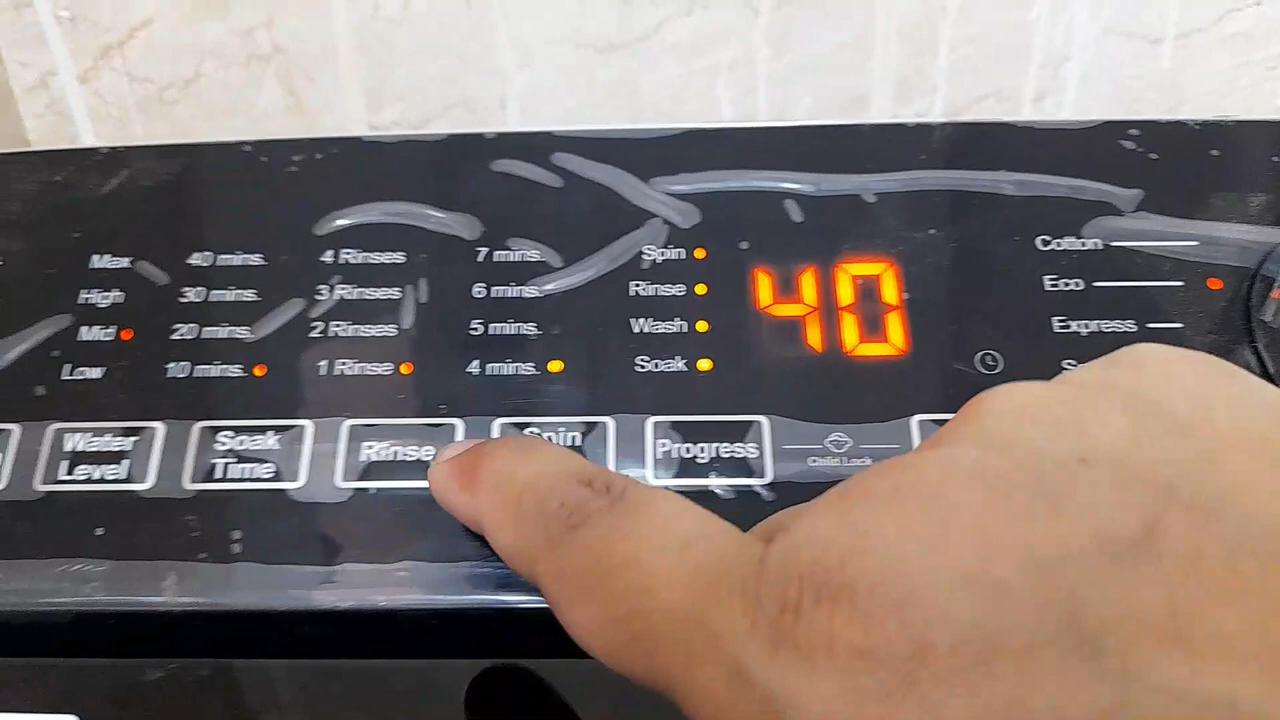 Max 40 mins. 4 Rinses 7 mins. Spin 40 Cotton
High 30 mins. 3 Rinses 6 mins. Rinse Eco
Mid 20 mins. 2 Rinses 5 mins. Wash Express
Low 10 mins. 1 Rinse 4 mins. Soak
Water Level
Soak Time
Rinse
Spin
Progress
Child Lock